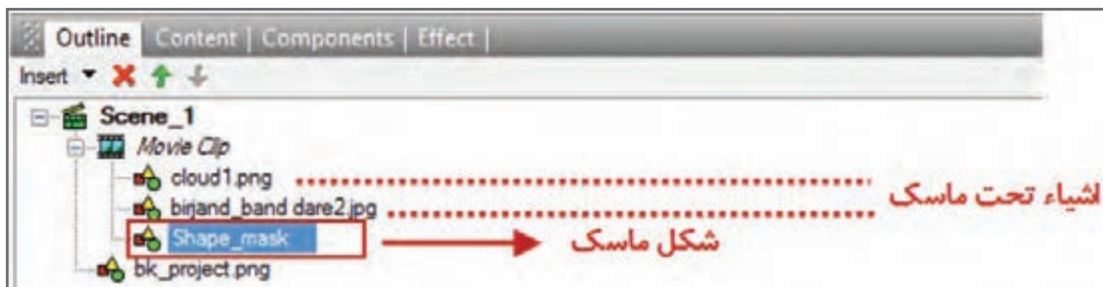 Outline Content | Components | Effect |
Insert
Scene_1
Movie Clip
cloud1.png
birjand_band dare2.jpg
اشیاء تحت ماسک
Shape_mask
شکل ماسک
bk_project.png